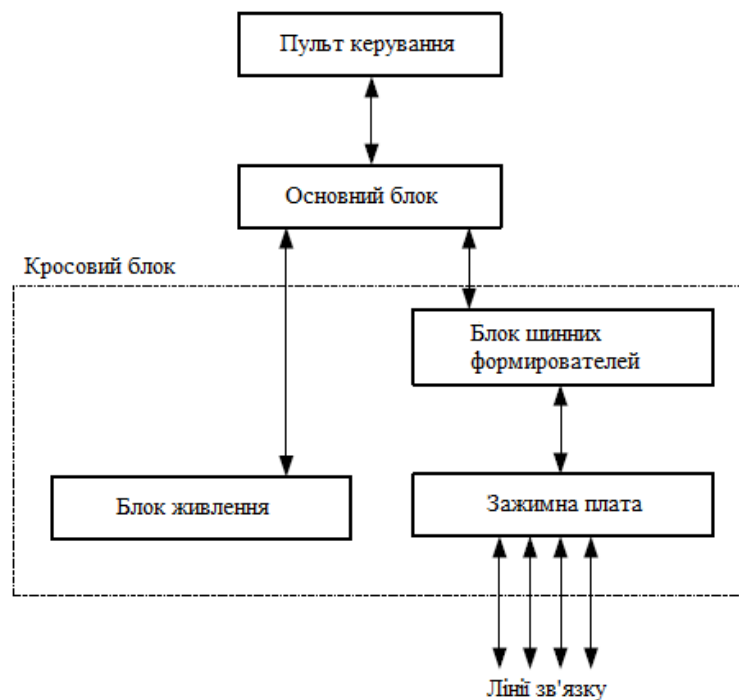 Пульт керування
Основний блок
Кросовий блок
Блок шинних
формирователей
Блок живлення
Зажимна плата
Лінії зв'язку